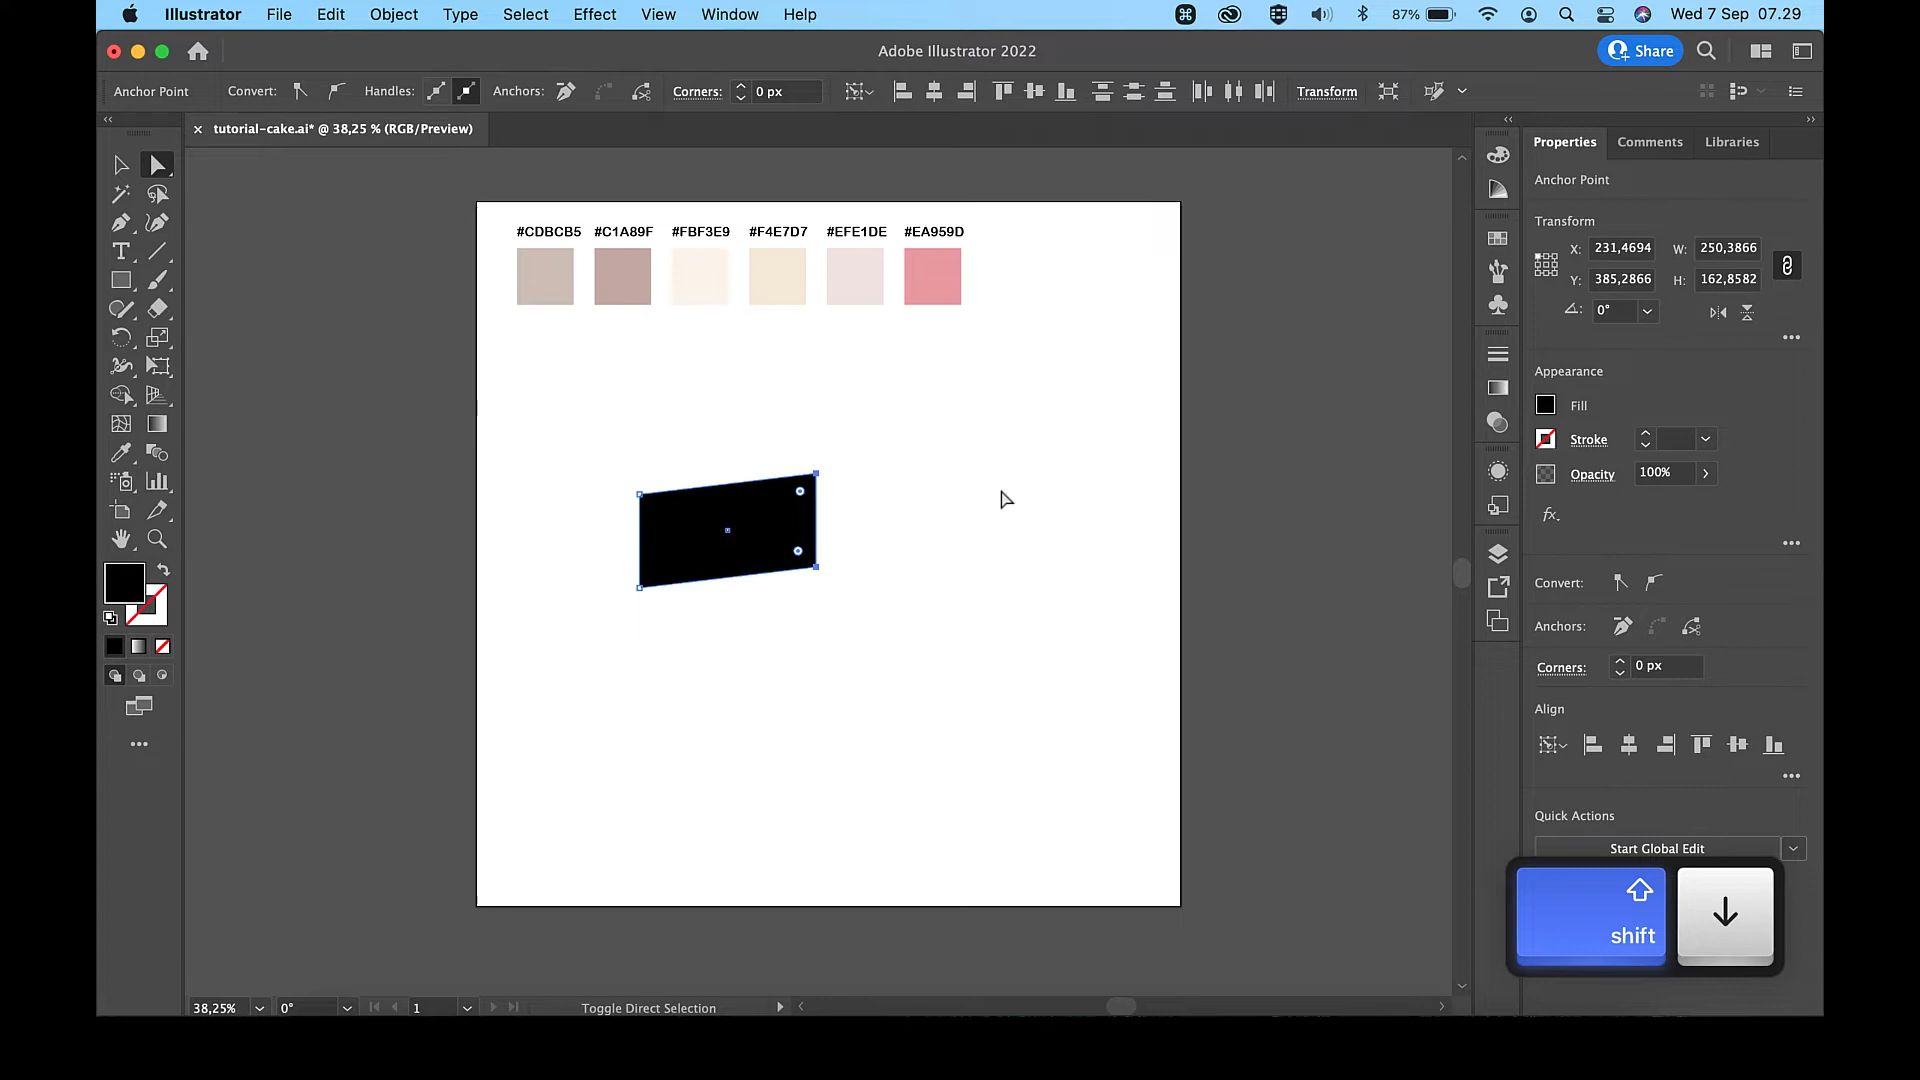 Illustrator File Edit Object Type Select Effect View Window Help 87% Wed 7 Sep 07.29
Adobe Illustrator 2022
Share
Anchor Point Convert: Handles: Anchors: Corners: 0 px Transform
tutorial-cake.ai* @ 38,25 % (RGB/Preview)
Properties Comments Libraries
Anchor Point
Transform
X: 231,4694 W: 250,3866
Y: 385,2866 H: 162,8582
0°
#CDBCB5 #C1A89F #FBF3E9 #F4E7D7 #EFE1DE #EA959D
Appearance
Fill
Stroke
Opacity 100%
fx.
Convert:
Anchors:
Corners: 0 px
Align
Quick Actions
Start Global Edit
shift
38,25% 0° 1 Toggle Direct Selection